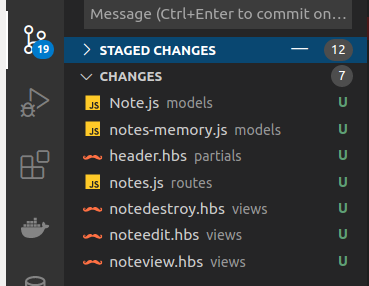 Message (Ctrl+Enter to commit on...
19
STAGED CHANGES 12
CHANGES 7
JS Note.js models U
JS notes-memory.js models U
header.hbs partials U
JS notes.js routes U
notedestroy.hbs views U
noteedit.hbs views U
noteview.hbs views U